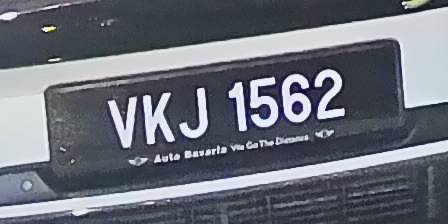 VKJ 1562
Auto Bavaria We Go The Distance